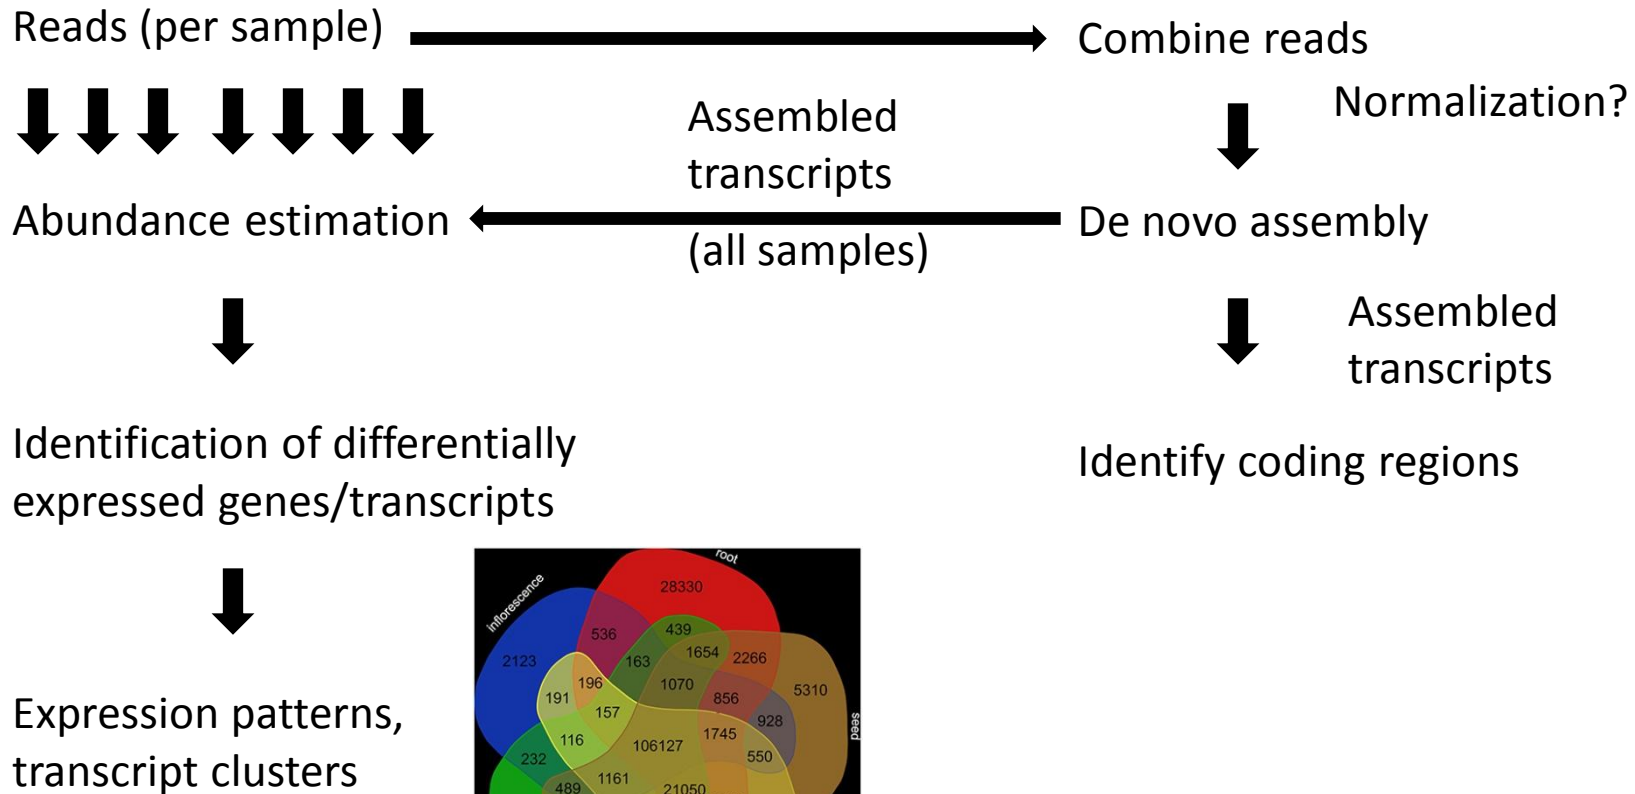 Reads (per sample)
Combine reads
Normalization?
Assembled
transcripts
(all samples)
Abundance estimation
De novo assembly
Assembled
transcripts
Identification of differentially
expressed genes/transcripts
Identify coding regions
Expression patterns,
transcript clusters
root
inflorescence
28330
536
439
2123
163
1654
2266
196
1070
5310
191
856
157
928
seed
116
1745
106127
550
232
1161
489
21050